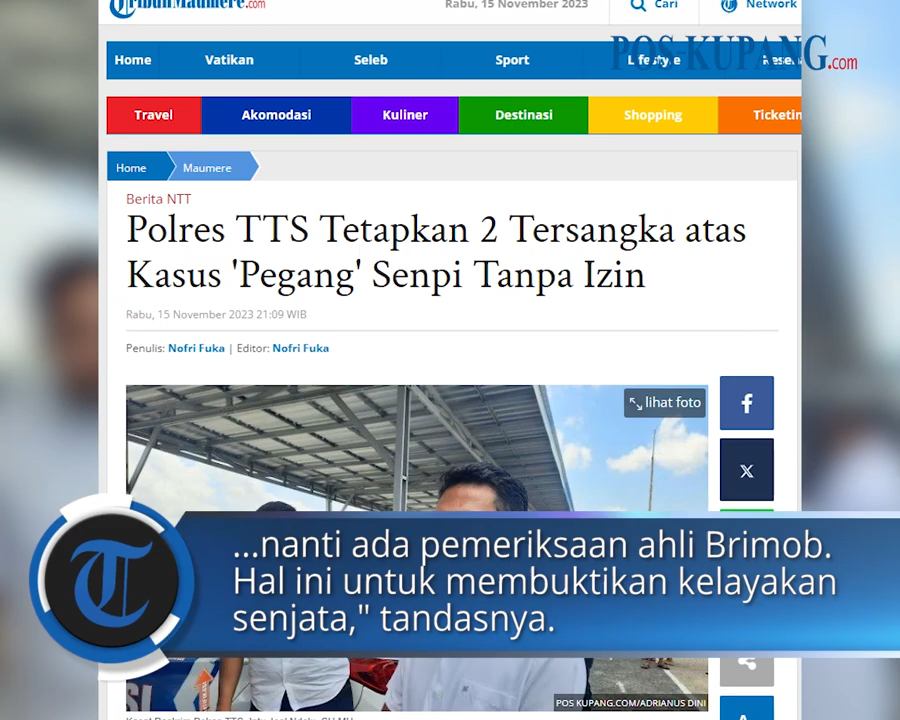 TribunMaumere.com
Rabu, 15 November 2023
Cari
Network
POS-KUPANG.com
Home
Vatikan
Seleb
Sport
Lifestyle
Travel
Akomodasi
Kuliner
Destinasi
Shopping
Home
Maumere
Berita NTT
Polres TTS Tetapkan 2 Tersangka atas
Kasus 'Pegang' Senpi Tanpa Izin
Rabu, 15 November 2023 21:09 WIB
Penulis: Nofri Fuka | Editor: Nofri Fuka
lihat foto
...nanti ada pemeriksaan ahli Brimob.
Hal ini untuk membuktikan kelayakan
senjata," tandasnya.
POS KUPANG.COM/ADRIANUS DINI